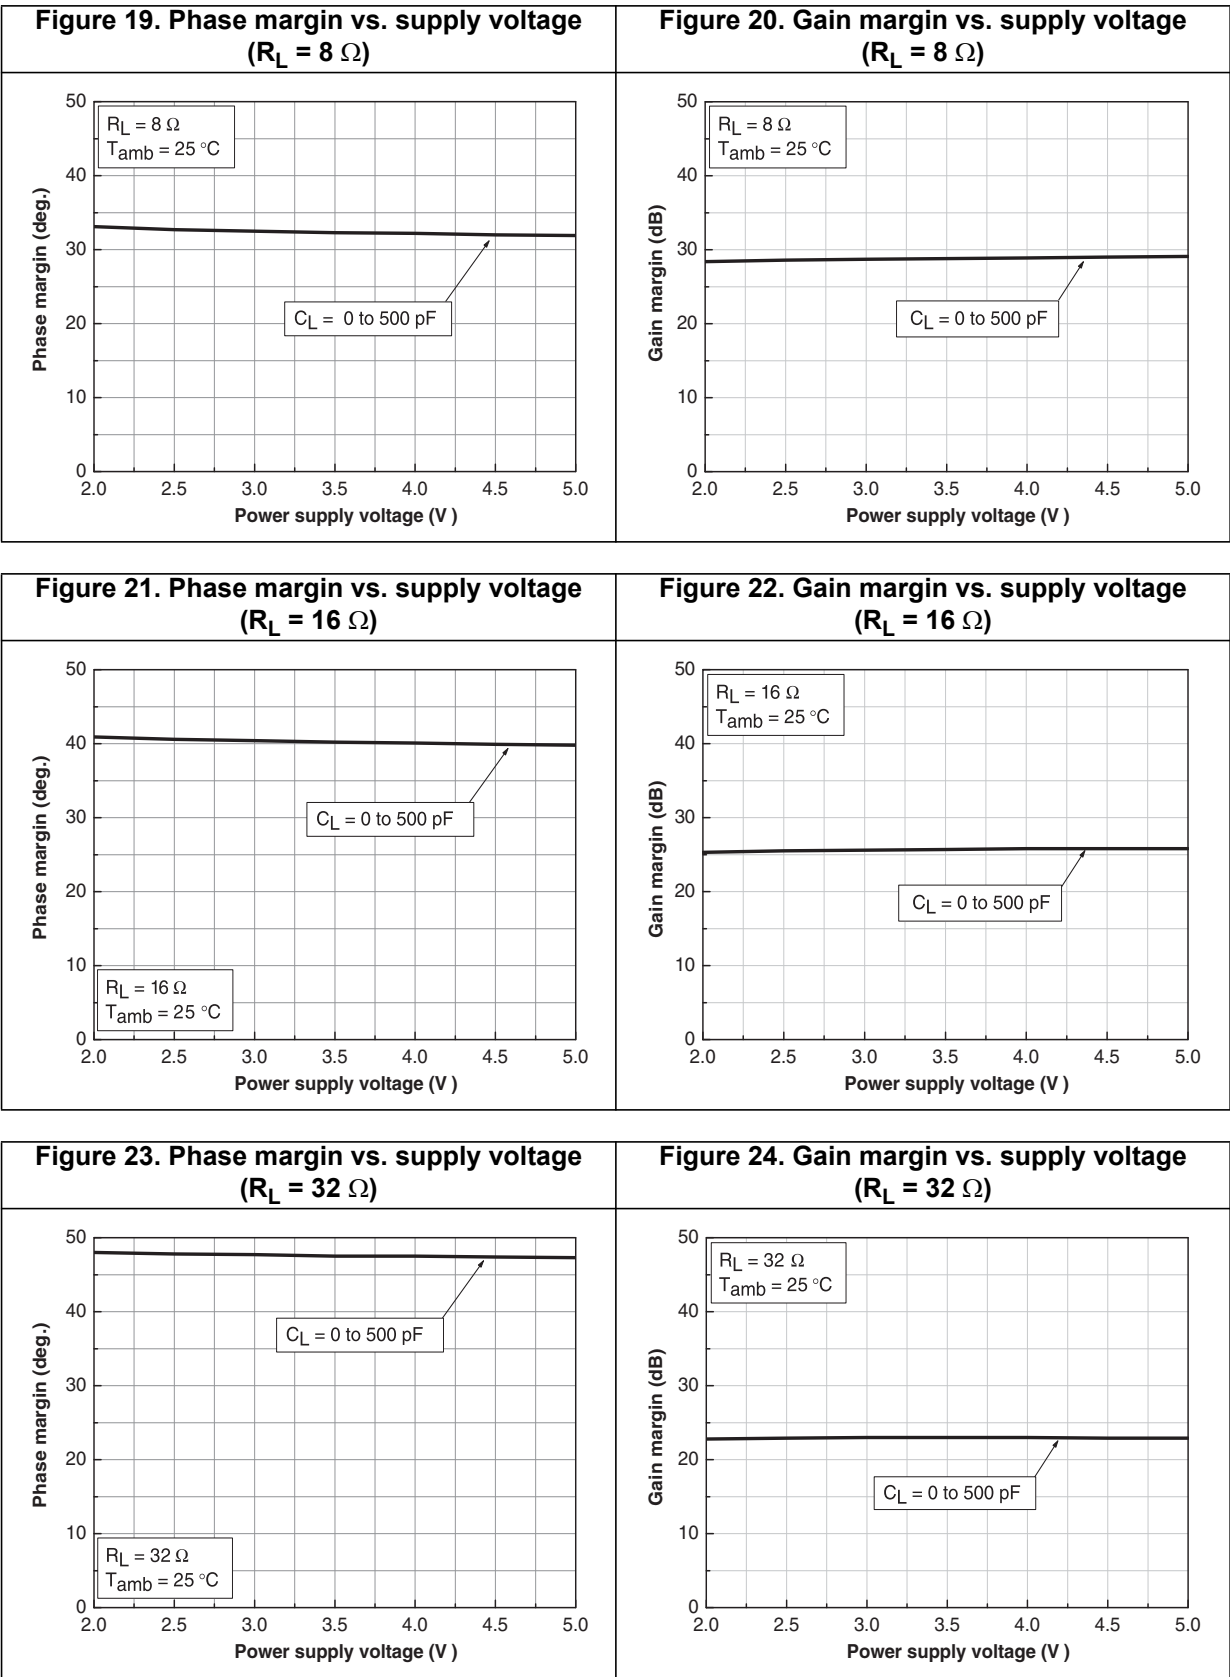 Figure 19. Phase margin vs. supply voltage
(RL = 8 Ω)
50
40
30
20
10
0
Phase margin (deg.)
RL = 8 Ω
Tamb = 25 °C
CL = 0 to 500 pF
2.0 2.5 3.0 3.5 4.0 4.5 5.0
Power supply voltage (V )
Figure 20. Gain margin vs. supply voltage
(RL = 8 Ω)
50
40
30
20
10
0
Gain margin (dB)
RL = 8 Ω
Tamb = 25 °C
CL = 0 to 500 pF
2.0 2.5 3.0 3.5 4.0 4.5 5.0
Power supply voltage (V )
Figure 21. Phase margin vs. supply voltage
(RL = 16 Ω)
50
40
30
20
10
0
Phase margin (deg.)
CL = 0 to 500 pF
RL = 16 Ω
Tamb = 25 °C
2.0 2.5 3.0 3.5 4.0 4.5 5.0
Power supply voltage (V )
Figure 22. Gain margin vs. supply voltage
(RL = 16 Ω)
50
40
30
20
10
0
Gain margin (dB)
RL = 16 Ω
Tamb = 25 °C
CL = 0 to 500 pF
2.0 2.5 3.0 3.5 4.0 4.5 5.0
Power supply voltage (V )
Figure 23. Phase margin vs. supply voltage
(RL = 32 Ω)
50
40
30
20
10
0
Phase margin (deg.)
CL = 0 to 500 pF
RL = 32 Ω
Tamb = 25 °C
2.0 2.5 3.0 3.5 4.0 4.5 5.0
Power supply voltage (V )
Figure 24. Gain margin vs. supply voltage
(RL = 32 Ω)
50
40
30
20
10
0
Gain margin (dB)
RL = 32 Ω
Tamb = 25 °C
CL = 0 to 500 pF
2.0 2.5 3.0 3.5 4.0 4.5 5.0
Power supply voltage (V )